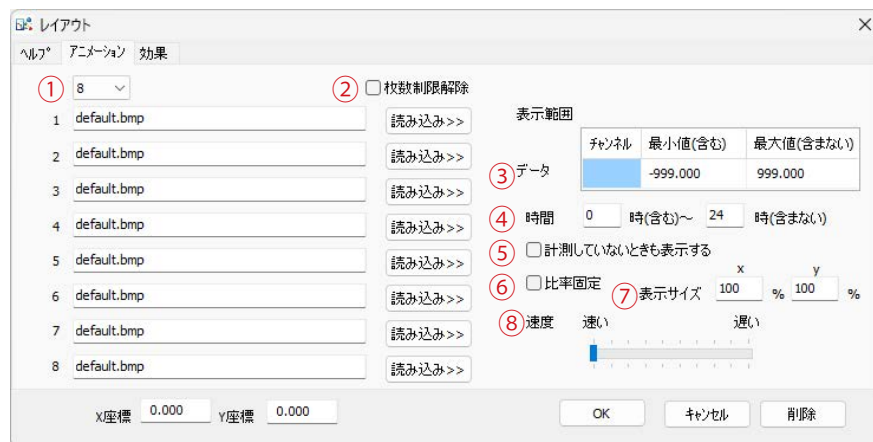 レイアウト
ヘルプ アニメーション 効果
① 8 ② 枚数制限解除
1 default.bmp 読み込み>>
2 default.bmp 読み込み>>
3 default.bmp 読み込み>>
4 default.bmp 読み込み>>
5 default.bmp 読み込み>>
6 default.bmp 読み込み>>
7 default.bmp 読み込み>>
8 default.bmp 読み込み>>
表示範囲
チャンネル 最小値(含む) 最大値(含まない)
③ データ -999.000 999.000
④ 時間 0 時(含む)～ 24 時(含まない)
⑤ 計測していないときも表示する
⑥ 比率固定
x y
⑦ 表示サイズ 100 % 100 %
⑧ 速度 速い 遅い
X座標 0.000 Y座標 0.000
OK キャンセル 削除